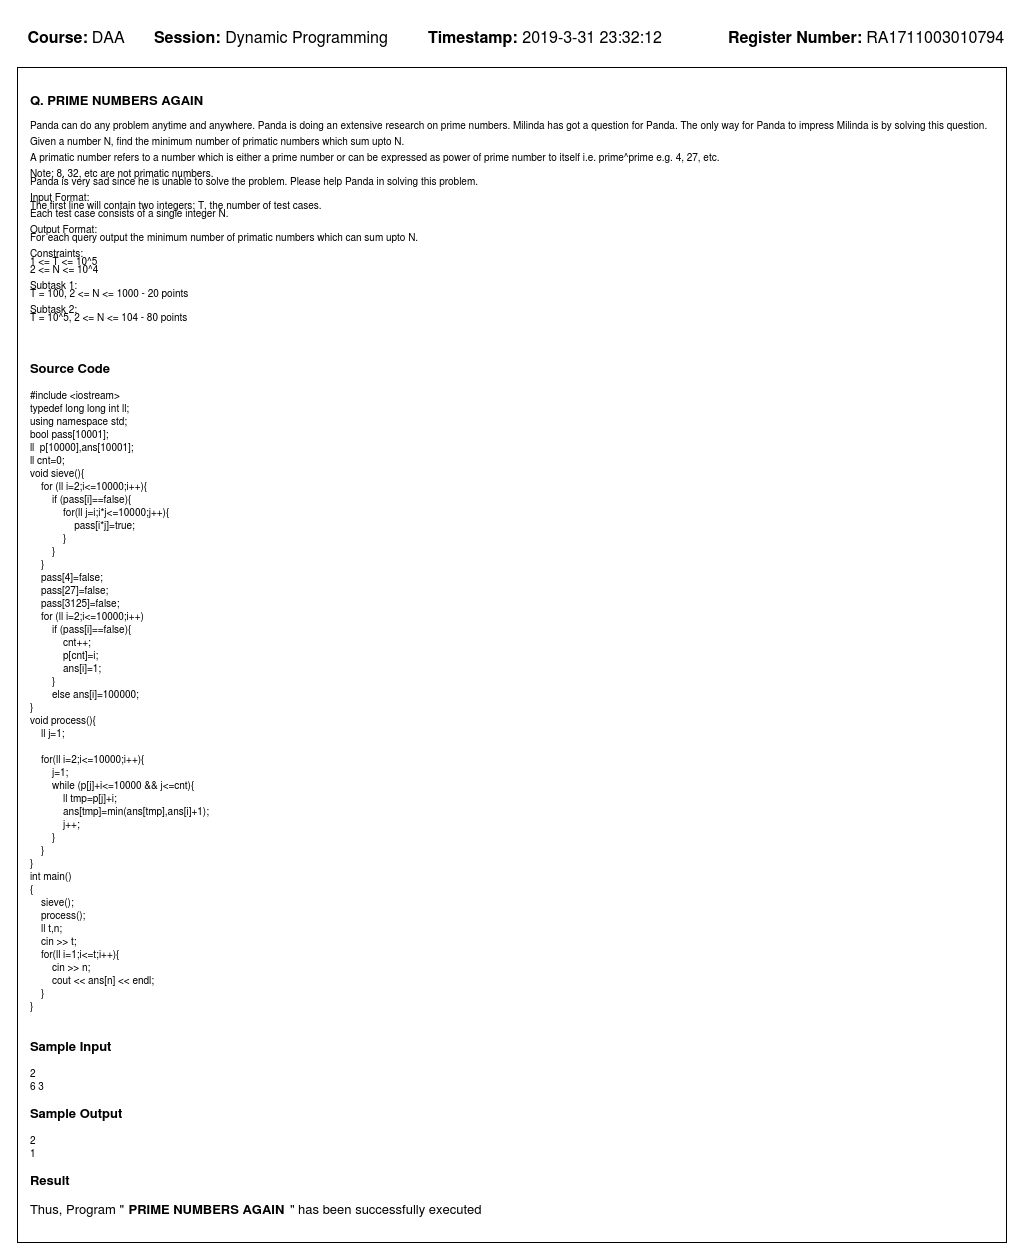 Course: DAA Session: Dynamic Programming Timestamp: 2019-3-31 23:32:12 Register Number: RA1711003010794
Q. PRIME NUMBERS AGAIN
Panda can do any problem anytime and anywhere. Panda is doing an extensive research on prime numbers. Milinda has got a question for Panda. The only way for Panda to impress Milinda is by solving this question.
Given a number N, find the minimum number of primatic numbers which sum upto N.
A primatic number refers to a number which is either a prime number or can be expressed as power of prime number to itself i.e. prime^prime e.g. 4, 27, etc.
Note: 8, 32, etc are not primatic numbers.
Panda is very sad since he is unable to solve the problem. Please help Panda in solving this problem.
Input Format:
The first line will contain two integers: T, the number of test cases.
Each test case consists of a single integer N.
Output Format:
For each query output the minimum number of primatic numbers which can sum upto N.
Constraints:
1 <= T <= 10^5
2 <= N <= 10^4
Subtask 1:
T = 100, 2 <= N <= 1000 - 20 points
Subtask 2:
T = 10^5, 2 <= N <= 104 - 80 points
Source Code
#include <iostream>
typedef long long int ll;
using namespace std;
bool pass[10001];
ll  p[10000],ans[10001];
ll cnt=0;
void sieve(){
    for (ll i=2;i<=10000;i++){
        if (pass[i]==false){
            for(ll j=i;i*j<=10000;j++){
                pass[i*j]=true;
            }
        }
    }
    pass[4]=false;
    pass[27]=false;
    pass[3125]=false;
    for (ll i=2;i<=10000;i++)
        if (pass[i]==false){
            cnt++;
            p[cnt]=i;
            ans[i]=1;
        }
        else ans[i]=100000;
}
void process(){
    ll j=1;
    for(ll i=2;i<=10000;i++){
        j=1;
        while (p[j]+i<=10000 && j<=cnt){
            ll tmp=p[j]+i;
            ans[tmp]=min(ans[tmp],ans[i]+1);
            j++;
        }
    }
}
int main()
{
    sieve();
    process();
    ll t,n;
    cin >> t;
    for(ll i=1;i<=t;i++){
        cin >> n;
        cout << ans[n] << endl;
    }
}
Sample Input
2
6 3
Sample Output
2
1
Result
Thus, Program " PRIME NUMBERS AGAIN " has been successfully executed